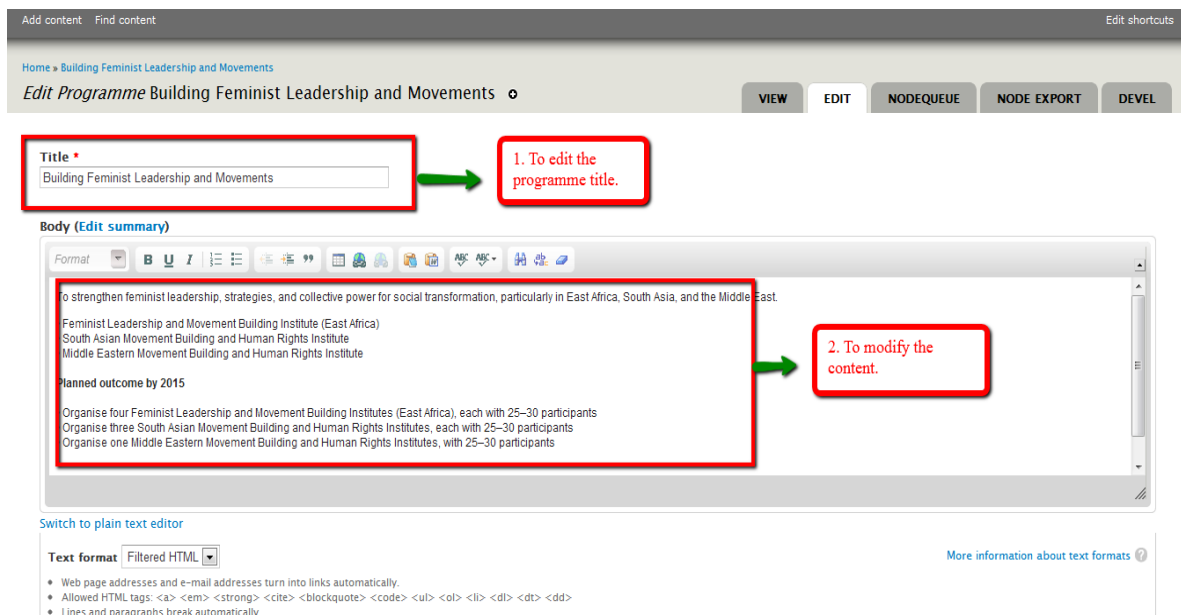 Add content Find content Edit shortcuts
Home » Building Feminist Leadership and Movements
Edit Programme Building Feminist Leadership and Movements
VIEW EDIT NODEQUEUE NODE EXPORT DEVEL
Title *
Building Feminist Leadership and Movements
1. To edit the
programme title.
Body (Edit summary)
Format B U I ABC ABC
To strengthen feminist leadership, strategies, and collective power for social transformation, particularly in East Africa, South Asia, and the Middle East.
Feminist Leadership and Movement Building Institute (East Africa)
South Asian Movement Building and Human Rights Institute
Middle Eastern Movement Building and Human Rights Institute
Planned outcome by 2015
Organise four Feminist Leadership and Movement Building Institutes (East Africa), each with 25–30 participants
Organise three South Asian Movement Building and Human Rights Institutes, each with 25–30 participants
Organise one Middle Eastern Movement Building and Human Rights Institutes, with 25–30 participants
2. To modify the
content.
Switch to plain text editor
Text format Filtered HTML More information about text formats ?
• Web page addresses and e-mail addresses turn into links automatically.
• Allowed HTML tags: <a> <em> <strong> <cite> <blockquote> <code> <ul> <ol> <li> <dl> <dt> <dd>
• Lines and paragraphs break automatically.